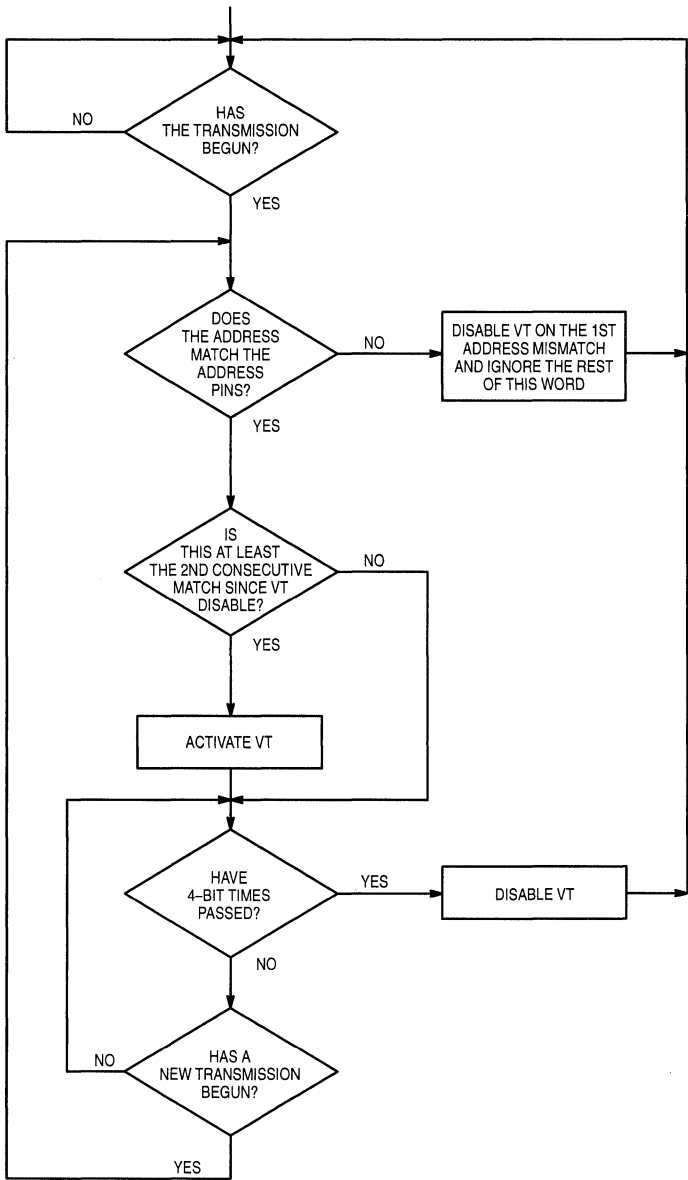 HAS
THE TRANSMISSION
BEGUN?
NO
YES
DOES
THE ADDRESS
MATCH THE
ADDRESS
PINS?
NO
DISABLE VT ON THE 1ST
ADDRESS MISMATCH
AND IGNORE THE REST
OF THIS WORD
YES
IS
THIS AT LEAST
THE 2ND CONSECUTIVE
MATCH SINCE VT
DISABLE?
NO
YES
ACTIVATE VT
HAVE
4–BIT TIMES
PASSED?
YES
DISABLE VT
NO
HAS A
NEW TRANSMISSION
BEGUN?
NO
YES